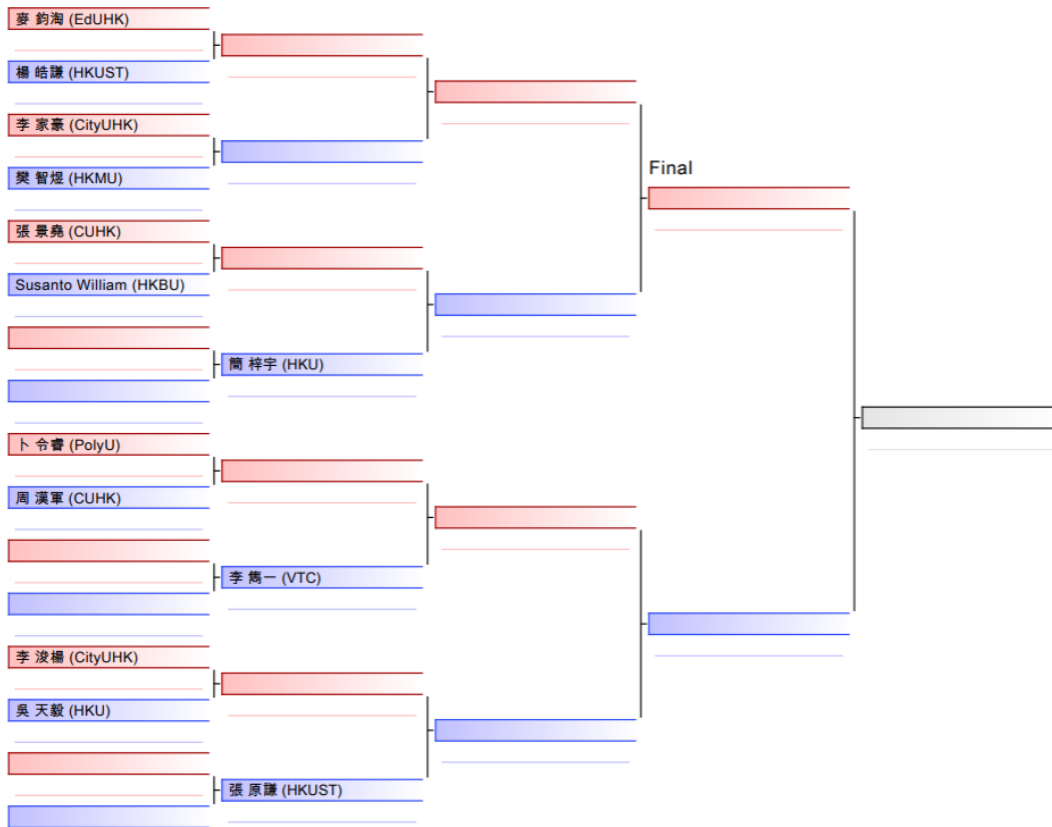 麥 鈞淘 (EdUHK)
楊 皓謙 (HKUST)
李 家豪 (CityUHK)
樊 智煜 (HKMU)
張 景堯 (CUHK)
Susanto William (HKBU)
簡 梓宇 (HKU)
卜 令睿 (PolyU)
周 漢軍 (CUHK)
李 雋一 (VTC)
李 浚楊 (CityUHK)
吳 天毅 (HKU)
張 原謙 (HKUST)
Final